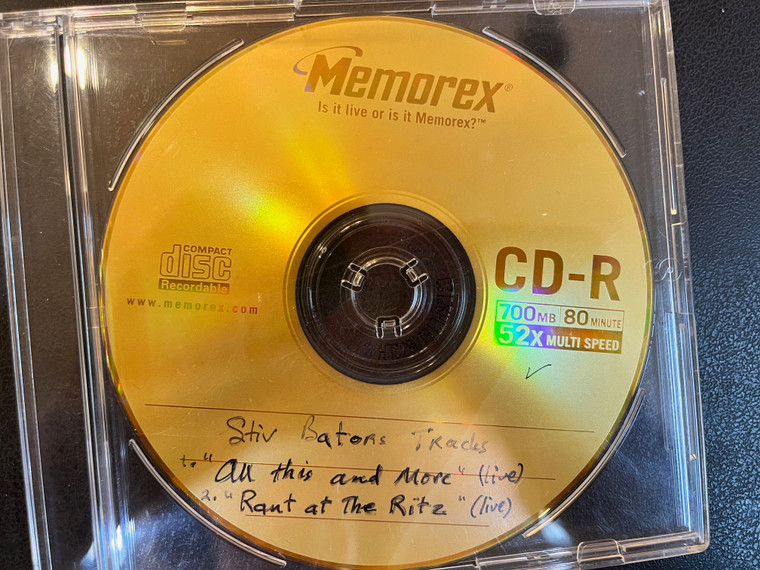 Memorex®
Is it live or is it Memorex?™
COMPACT
disc
Recordable
www.memorex.com
CD-R
700MB 80 MINUTE
52x MULTI SPEED
✓
Stiv Bators Tracks
1. "All this and More" (live)
2. "Rant at The Ritz" (live)